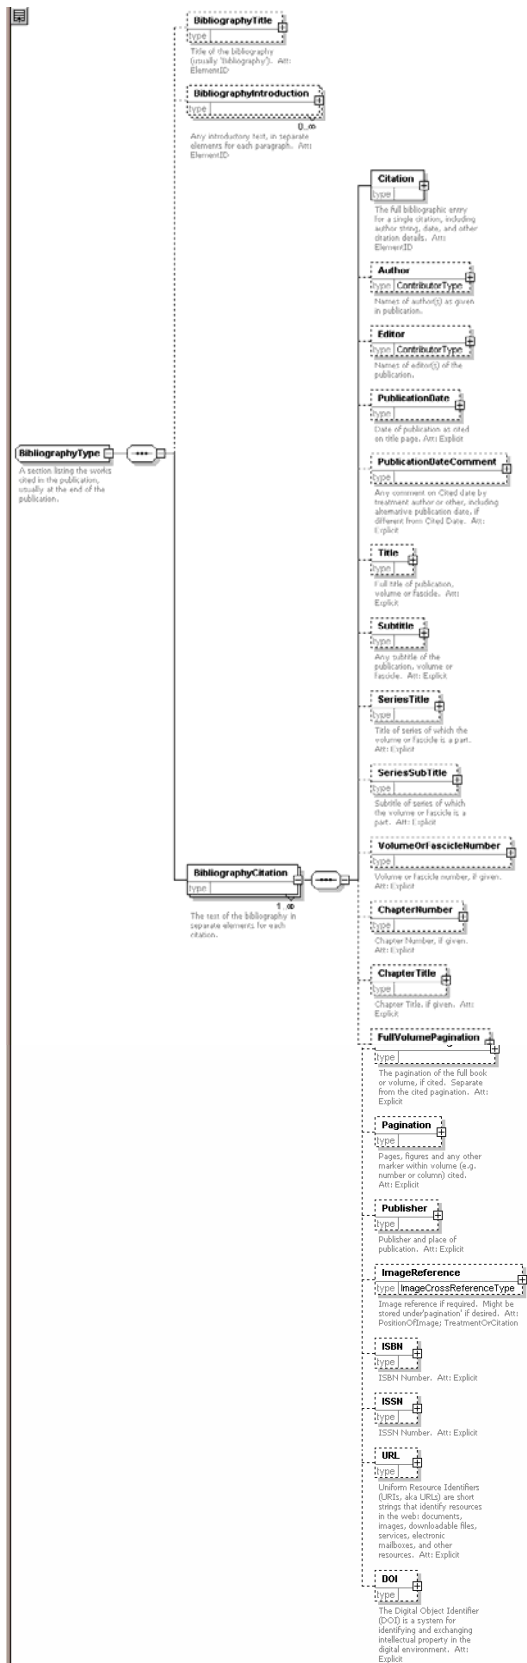 BibliographyTitle
type
Title of the bibliography
(usually 'Bibliography'). Att:
ElementID
BibliographyIntroduction
type
0..∞
Any introductory text, in separate
elements for each paragraph. Att:
ElementID
BibliographyType
A section listing the works
cited in the publication,
usually at the end of the
publication.
BibliographyCitation
type
1..∞
The text of the bibliography in
separate elements for each
citation.
Citation
type
The full bibliographic entry
for a single citation, including
author string, date, and other
citation details. Att:
ElementID
Author
type ContributorType
Names of author(s) as given
in publication.
Editor
type ContributorType
Names of editor(s) of the
publication.
PublicationDate
type
Date of publication as cited
on title page. Att: Explicit
PublicationDateComment
type
Any comment on Cited date by
treatment author or other, including
alternative publication date, if
different from Cited Date. Att:
Explicit
Title
type
Full title of publication,
volume or fascicle. Att:
Explicit
Subtitle
type
Any subtitle of the
publication, volume or
fascicle. Att: Explicit
SeriesTitle
type
Title of series of which the
volume or fascicle is a part.
Att: Explicit
SeriesSubTitle
type
Subtitle of series of which
the volume or fascicle is a
part. Att: Explicit
VolumeOrFascicleNumber
type
Volume or fascicle number, if given.
Att: Explicit
ChapterNumber
type
Chapter Number, if given.
Att: Explicit
ChapterTitle
type
Chapter Title, if given. Att:
Explicit
FullVolumePagination
type
The pagination of the full book
or volume, if cited. Separate
from the cited pagination. Att:
Explicit
Pagination
type
Pages, figures and any other
marker within volume (e.g.
number or column) cited.
Att: Explicit
Publisher
type
Publisher and place of
publication. Att: Explicit
ImageReference
type ImageCrossReferenceType
Image reference if required. Might be
stored under'pagination' if desired. Att:
PositionOfImage; TreatmentOrCitation
ISBN
type
ISBN Number. Att: Explicit
ISSN
type
ISSN Number. Att: Explicit
URL
type
Uniform Resource Identifiers
(URIs, aka URLs) are short
strings that identify resources
in the web: documents,
images, downloadable files,
services, electronic
mailboxes, and other
resources. Att: Explicit
DOI
type
The Digital Object Identifier
(DOI) is a system for
identifying and exchanging
intellectual property in the
digital environment. Att:
Explicit